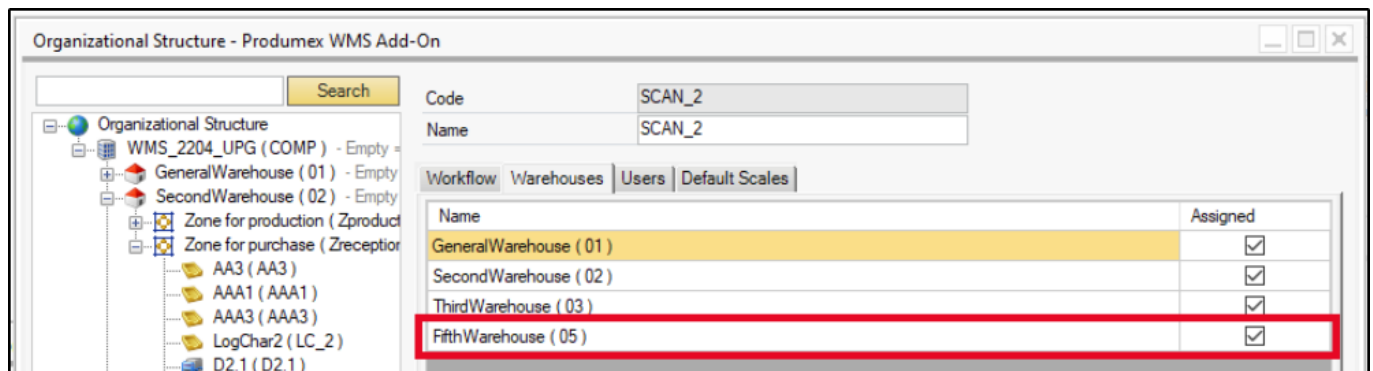 Organizational Structure - Produmex WMS Add-On
Search
Organizational Structure
WMS_2204_UPG ( COMP ) - Empty =
GeneralWarehouse ( 01 ) - Empty
SecondWarehouse ( 02 ) - Empty
Zone for production ( Zproduct
Zone for purchase ( Zreception
AA3 ( AA3 )
AAA1 ( AAA1 )
AAA3 ( AAA3 )
LogChar2 ( LC_2 )
D2.1 ( D2.1 )
Code SCAN_2
Name SCAN_2
Workflow Warehouses Users Default Scales
Name Assigned
GeneralWarehouse ( 01 )
SecondWarehouse ( 02 )
ThirdWarehouse ( 03 )
FifthWarehouse ( 05 )